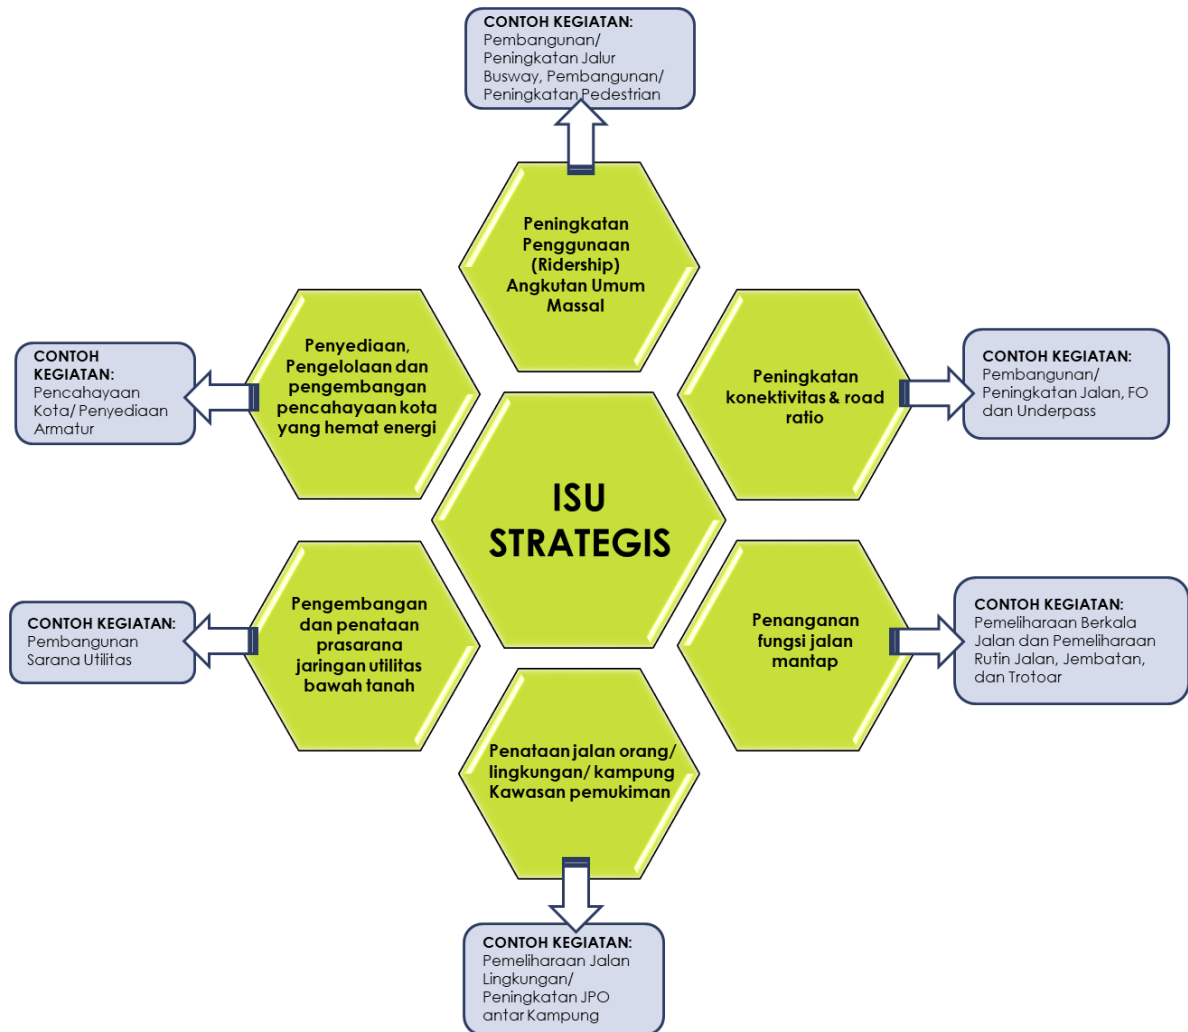 CONTOH KEGIATAN:
Pembangunan/
Peningkatan Jalur
Busway, Pembangunan/
Peningkatan Pedestrian
Peningkatan
Penggunaan
(Ridership)
Angkutan Umum
Massal
CONTOH
KEGIATAN:
Pencahayaan
Kota/ Penyediaan
Armatur
Penyediaan,
Pengelolaan dan
pengembangan
pencahayaan kota
yang hemat energi
Peningkatan
konektivitas & road
ratio
CONTOH KEGIATAN:
Pembangunan/
Peningkatan Jalan, FO
dan Underpass
ISU
STRATEGIS
CONTOH KEGIATAN:
Pembangunan
Sarana Utilitas
Pengembangan
dan penataan
prasarana
jaringan utilitas
bawah tanah
Penanganan
fungsi jalan
mantap
CONTOH KEGIATAN:
Pemeliharaan Berkala
Jalan dan Pemeliharaan
Rutin Jalan, Jembatan,
dan Trotoar
Penataan jalan orang/
lingkungan/ kampung
Kawasan pemukiman
CONTOH KEGIATAN:
Pemeliharaan Jalan
Lingkungan/
Peningkatan JPO
antar Kampung